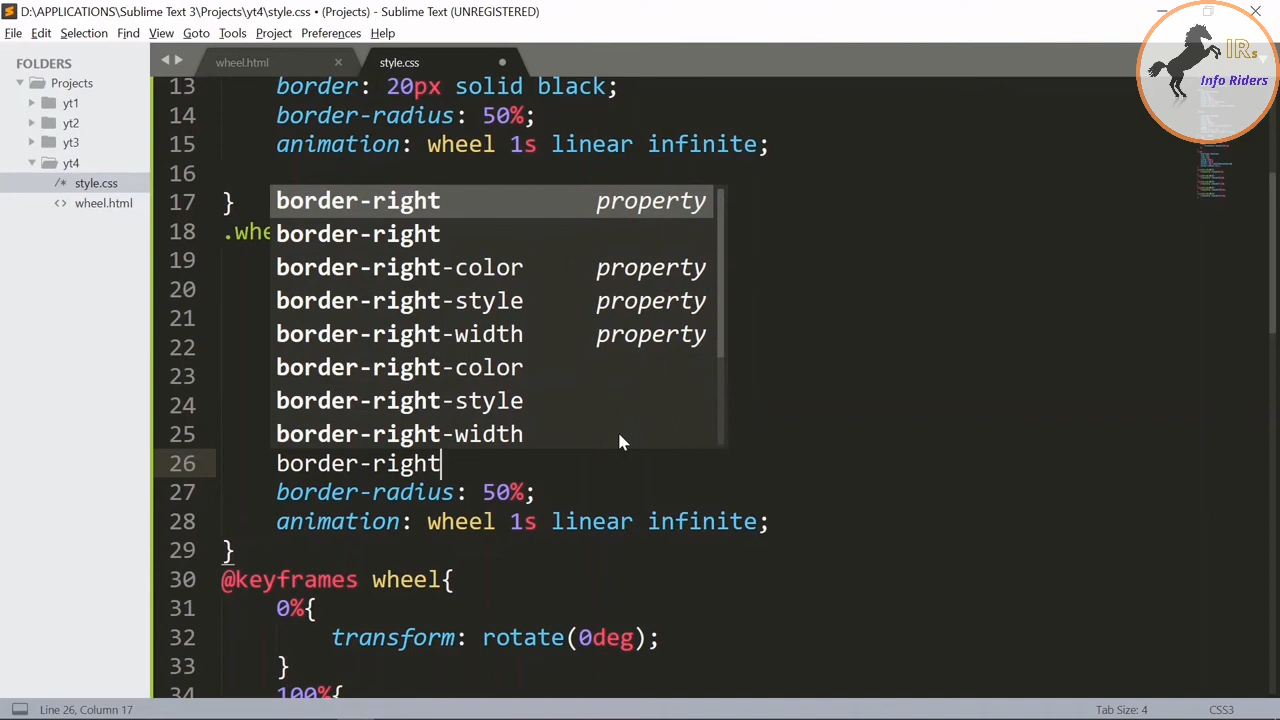 D:\APPLICATIONS\Sublime Text 3\Projects\yt4\style.css • (Projects) - Sublime Text (UNREGISTERED)
File Edit Selection Find View Goto Tools Project Preferences Help
IRs
Info Riders
FOLDERS
Projects
yt1
yt2
yt3
yt4
/* style.css
<> wheel.html
wheel.html
style.css
13 border: 20px solid black;
14 border-radius: 50%;
15 animation: wheel 1s linear infinite;
16
17 }
18 .whe
19
20
21
22
23
24
25
border-right property
border-right
border-right-color property
border-right-style property
border-right-width property
border-right-color
border-right-style
border-right-width
26 border-right
27 border-radius: 50%;
28 animation: wheel 1s linear infinite;
29 }
30 @keyframes wheel{
31 0%{
32 transform: rotate(0deg);
33 }
34 100%{
Line 26, Column 17
Tab Size: 4
CSS3